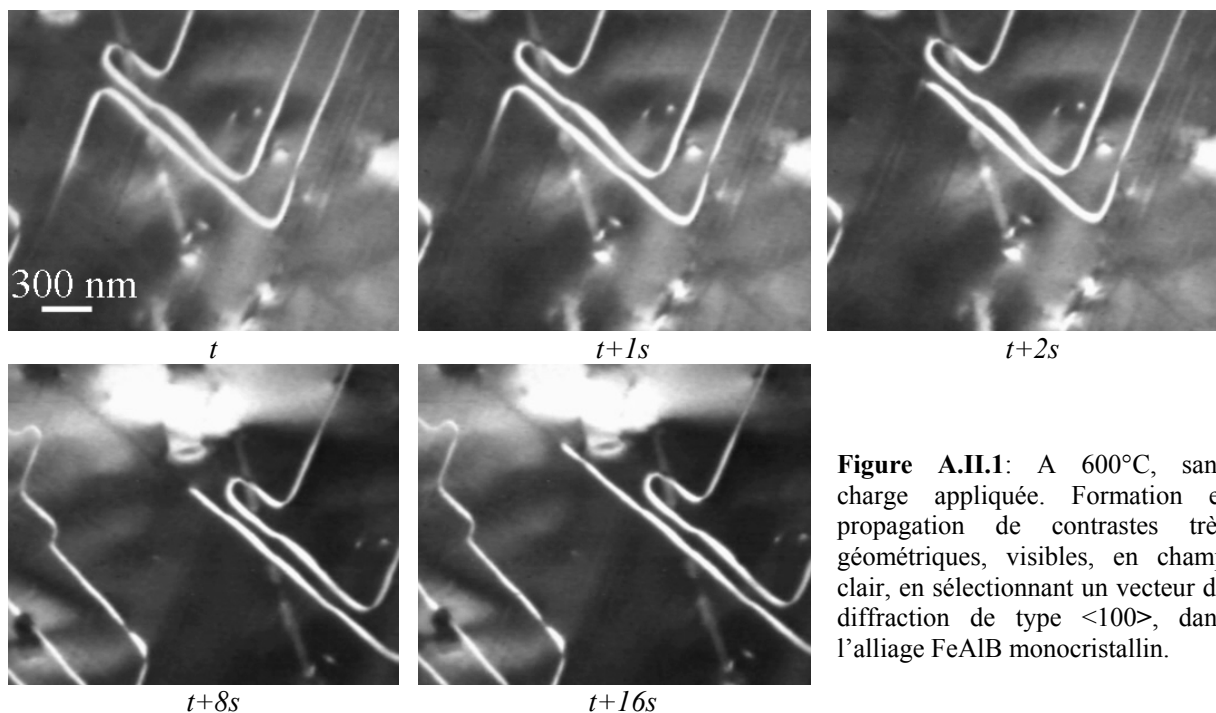 300 nm
t
t+1s
t+2s
Figure A.II.1: A 600°C, san
charge appliquée. Formation e
propagation de contrastes trè
géométriques, visibles, en champ
clair, en sélectionnant un vecteur d
diffraction de type <100>, dan
l'alliage FeAlB monocristallin.
t+8s
t+16s